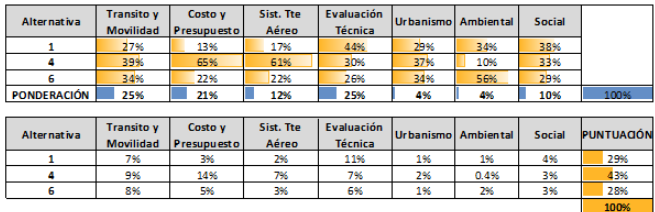 Alternativa Transito y Movilidad Costo y Presupuesto Sist. Tte Aéreo Evaluación Técnica Urbanismo Ambiental Social
1 27% 13% 17% 44% 29% 34% 38%
4 39% 65% 61% 30% 37% 10% 33%
6 34% 22% 22% 26% 34% 56% 29%
PONDERACIÓN 25% 21% 12% 25% 4% 4% 10% 100%
Alternativa Transito y Movilidad Costo y Presupuesto Sist. Tte Aéreo Evaluación Técnica Urbanismo Ambiental Social PUNTUACIÓN
1 7% 3% 2% 11% 1% 1% 4% 29%
4 9% 14% 7% 7% 2% 0.4% 3% 43%
6 8% 5% 3% 6% 1% 2% 3% 28%
100%